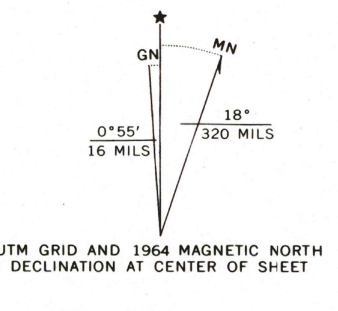 GN
MN
0°55'
16 MILS
18°
320 MILS
UTM GRID AND 1964 MAGNETIC NORTH
DECLINATION AT CENTER OF SHEET